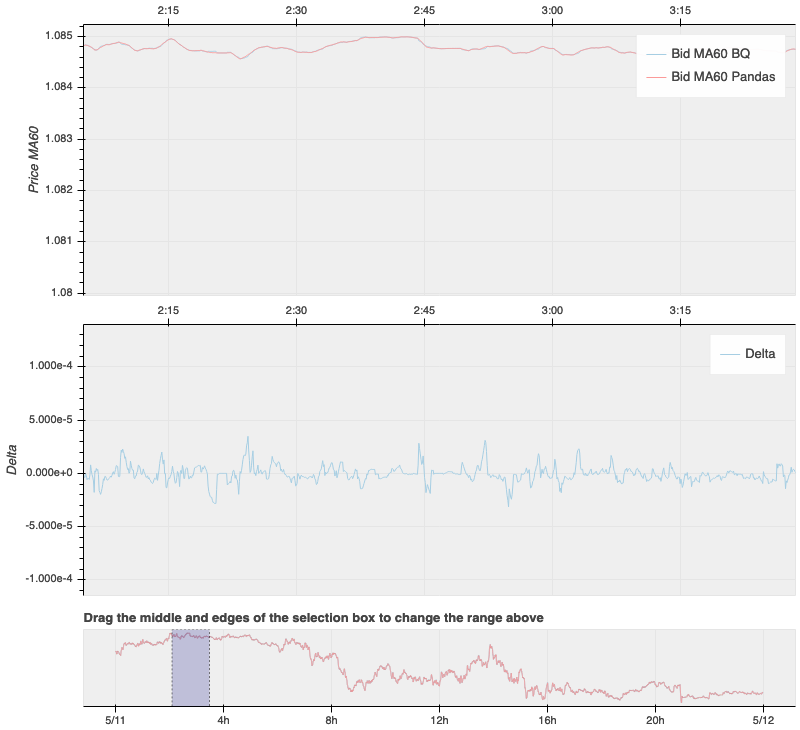 2:15 2:30 2:45 3:00 3:15
1.085
Bid MA60 BQ
Bid MA60 Pandas
1.084
1.083
1.082
1.081
1.08
Price MA60
2:15 2:30 2:45 3:00 3:15
Delta
1.000e-4
5.000e-5
0.000e+0
-5.000e-5
-1.000e-4
Delta
Drag the middle and edges of the selection box to change the range above
5/11 4h 8h 12h 16h 20h 5/12